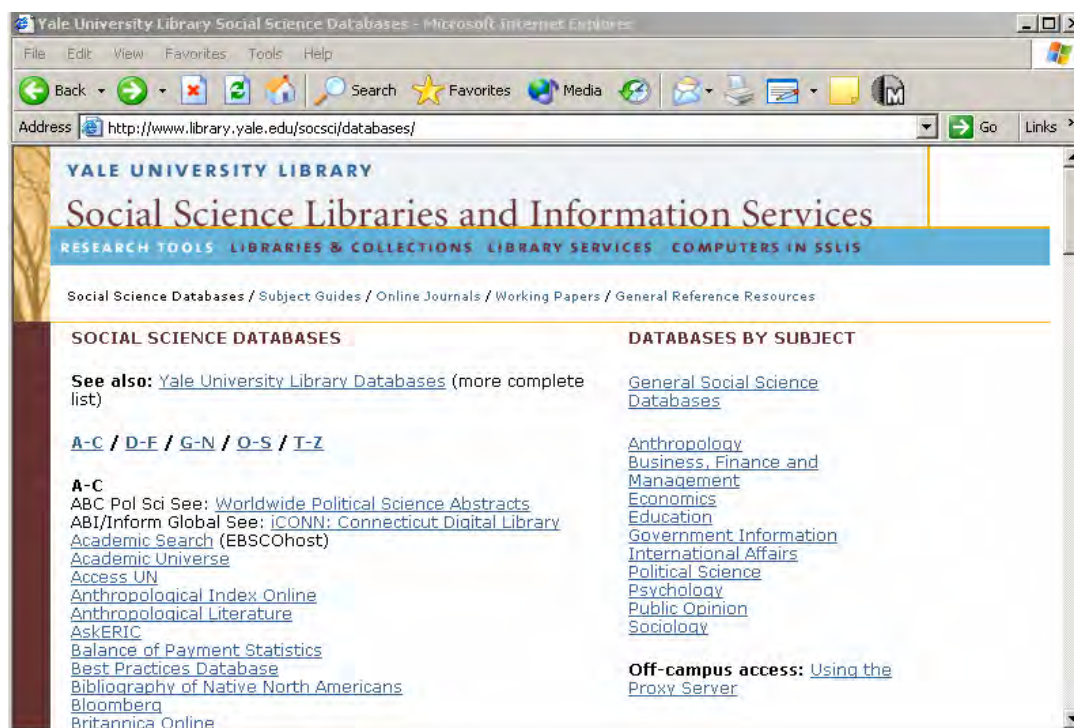 Yale University Library Social Science Databases - Microsoft Internet Explorer
File Edit View Favorites Tools Help
Back Search Favorites Media
Address http://www.library.yale.edu/socsci/databases/ Go Links
YALE UNIVERSITY LIBRARY
Social Science Libraries and Information Services
RESEARCH TOOLS LIBRARIES & COLLECTIONS LIBRARY SERVICES COMPUTERS IN SSLIS
Social Science Databases / Subject Guides / Online Journals / Working Papers / General Reference Resources
SOCIAL SCIENCE DATABASES
See also: Yale University Library Databases (more complete
list)
A-C / D-F / G-N / O-S / T-Z
A-C
ABC Pol Sci See: Worldwide Political Science Abstracts
ABI/Inform Global See: iCONN: Connecticut Digital Library
Academic Search (EBSCOhost)
Academic Universe
Access UN
Anthropological Index Online
Anthropological Literature
AskERIC
Balance of Payment Statistics
Best Practices Database
Bibliography of Native North Americans
Bloomberg
Britannica Online
DATABASES BY SUBJECT
General Social Science
Databases
Anthropology
Business, Finance and
Management
Economics
Education
Government Information
International Affairs
Political Science
Psychology
Public Opinion
Sociology
Off-campus access: Using the
Proxy Server